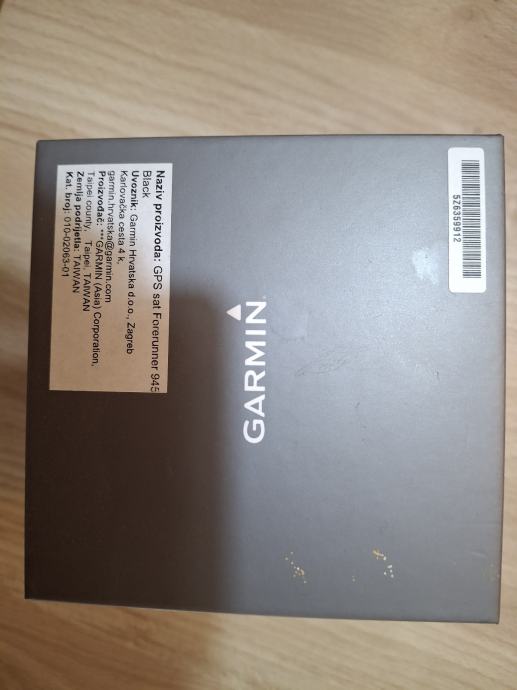 Naziv proizvoda: GPS sat Forerunner 945
Black
Uvoznik: Garmin Hrvatska d.o.o., Zagreb
Karlovačka cesta 4 k,
garmin.hrvatska@garmin.com
Proizvođač: ***GARMIN (Asia) Corporation,
Taipei county, Taipei, TAIWAN
Zemlja podrijetla: TAIWAN
Kat. broj: 010-02063-01
GARMIN
5Z6359912